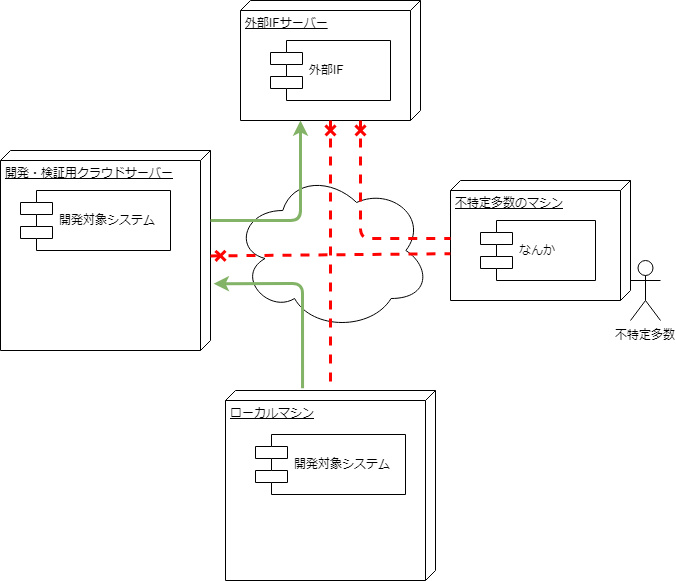 外部IFサーバー
外部IF
開発・検証用クラウドサーバー
開発対象システム
不特定多数のマシン
なんか
不特定多数
ローカルマシン
開発対象システム